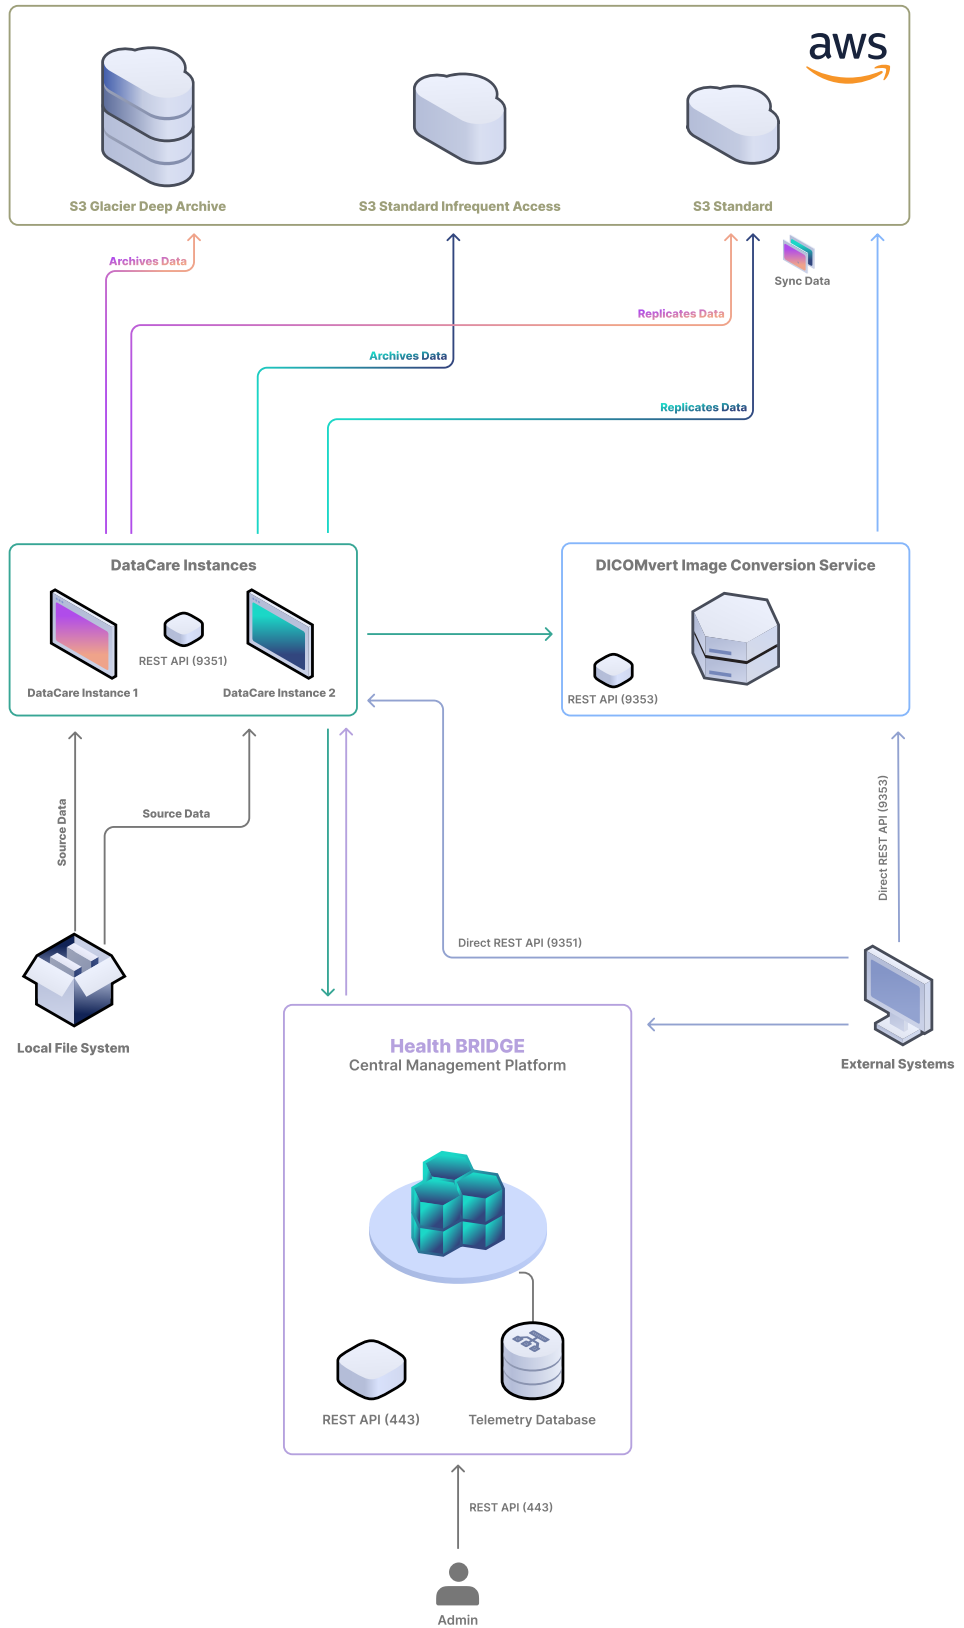 aws
S3 Glacier Deep Archive
S3 Standard Infrequent Access
S3 Standard
Archives Data
Sync Data
Replicates Data
Archives Data
Replicates Data
DataCare Instances
REST API (9351)
DataCare Instance 1
DataCare Instance 2
DICOMvert Image Conversion Service
REST API (9353)
Source Data
Source Data
Direct REST API (9353)
Direct REST API (9351)
Local File System
External Systems
Health BRIDGE
Central Management Platform
REST API (443)
Telemetry Database
REST API (443)
Admin